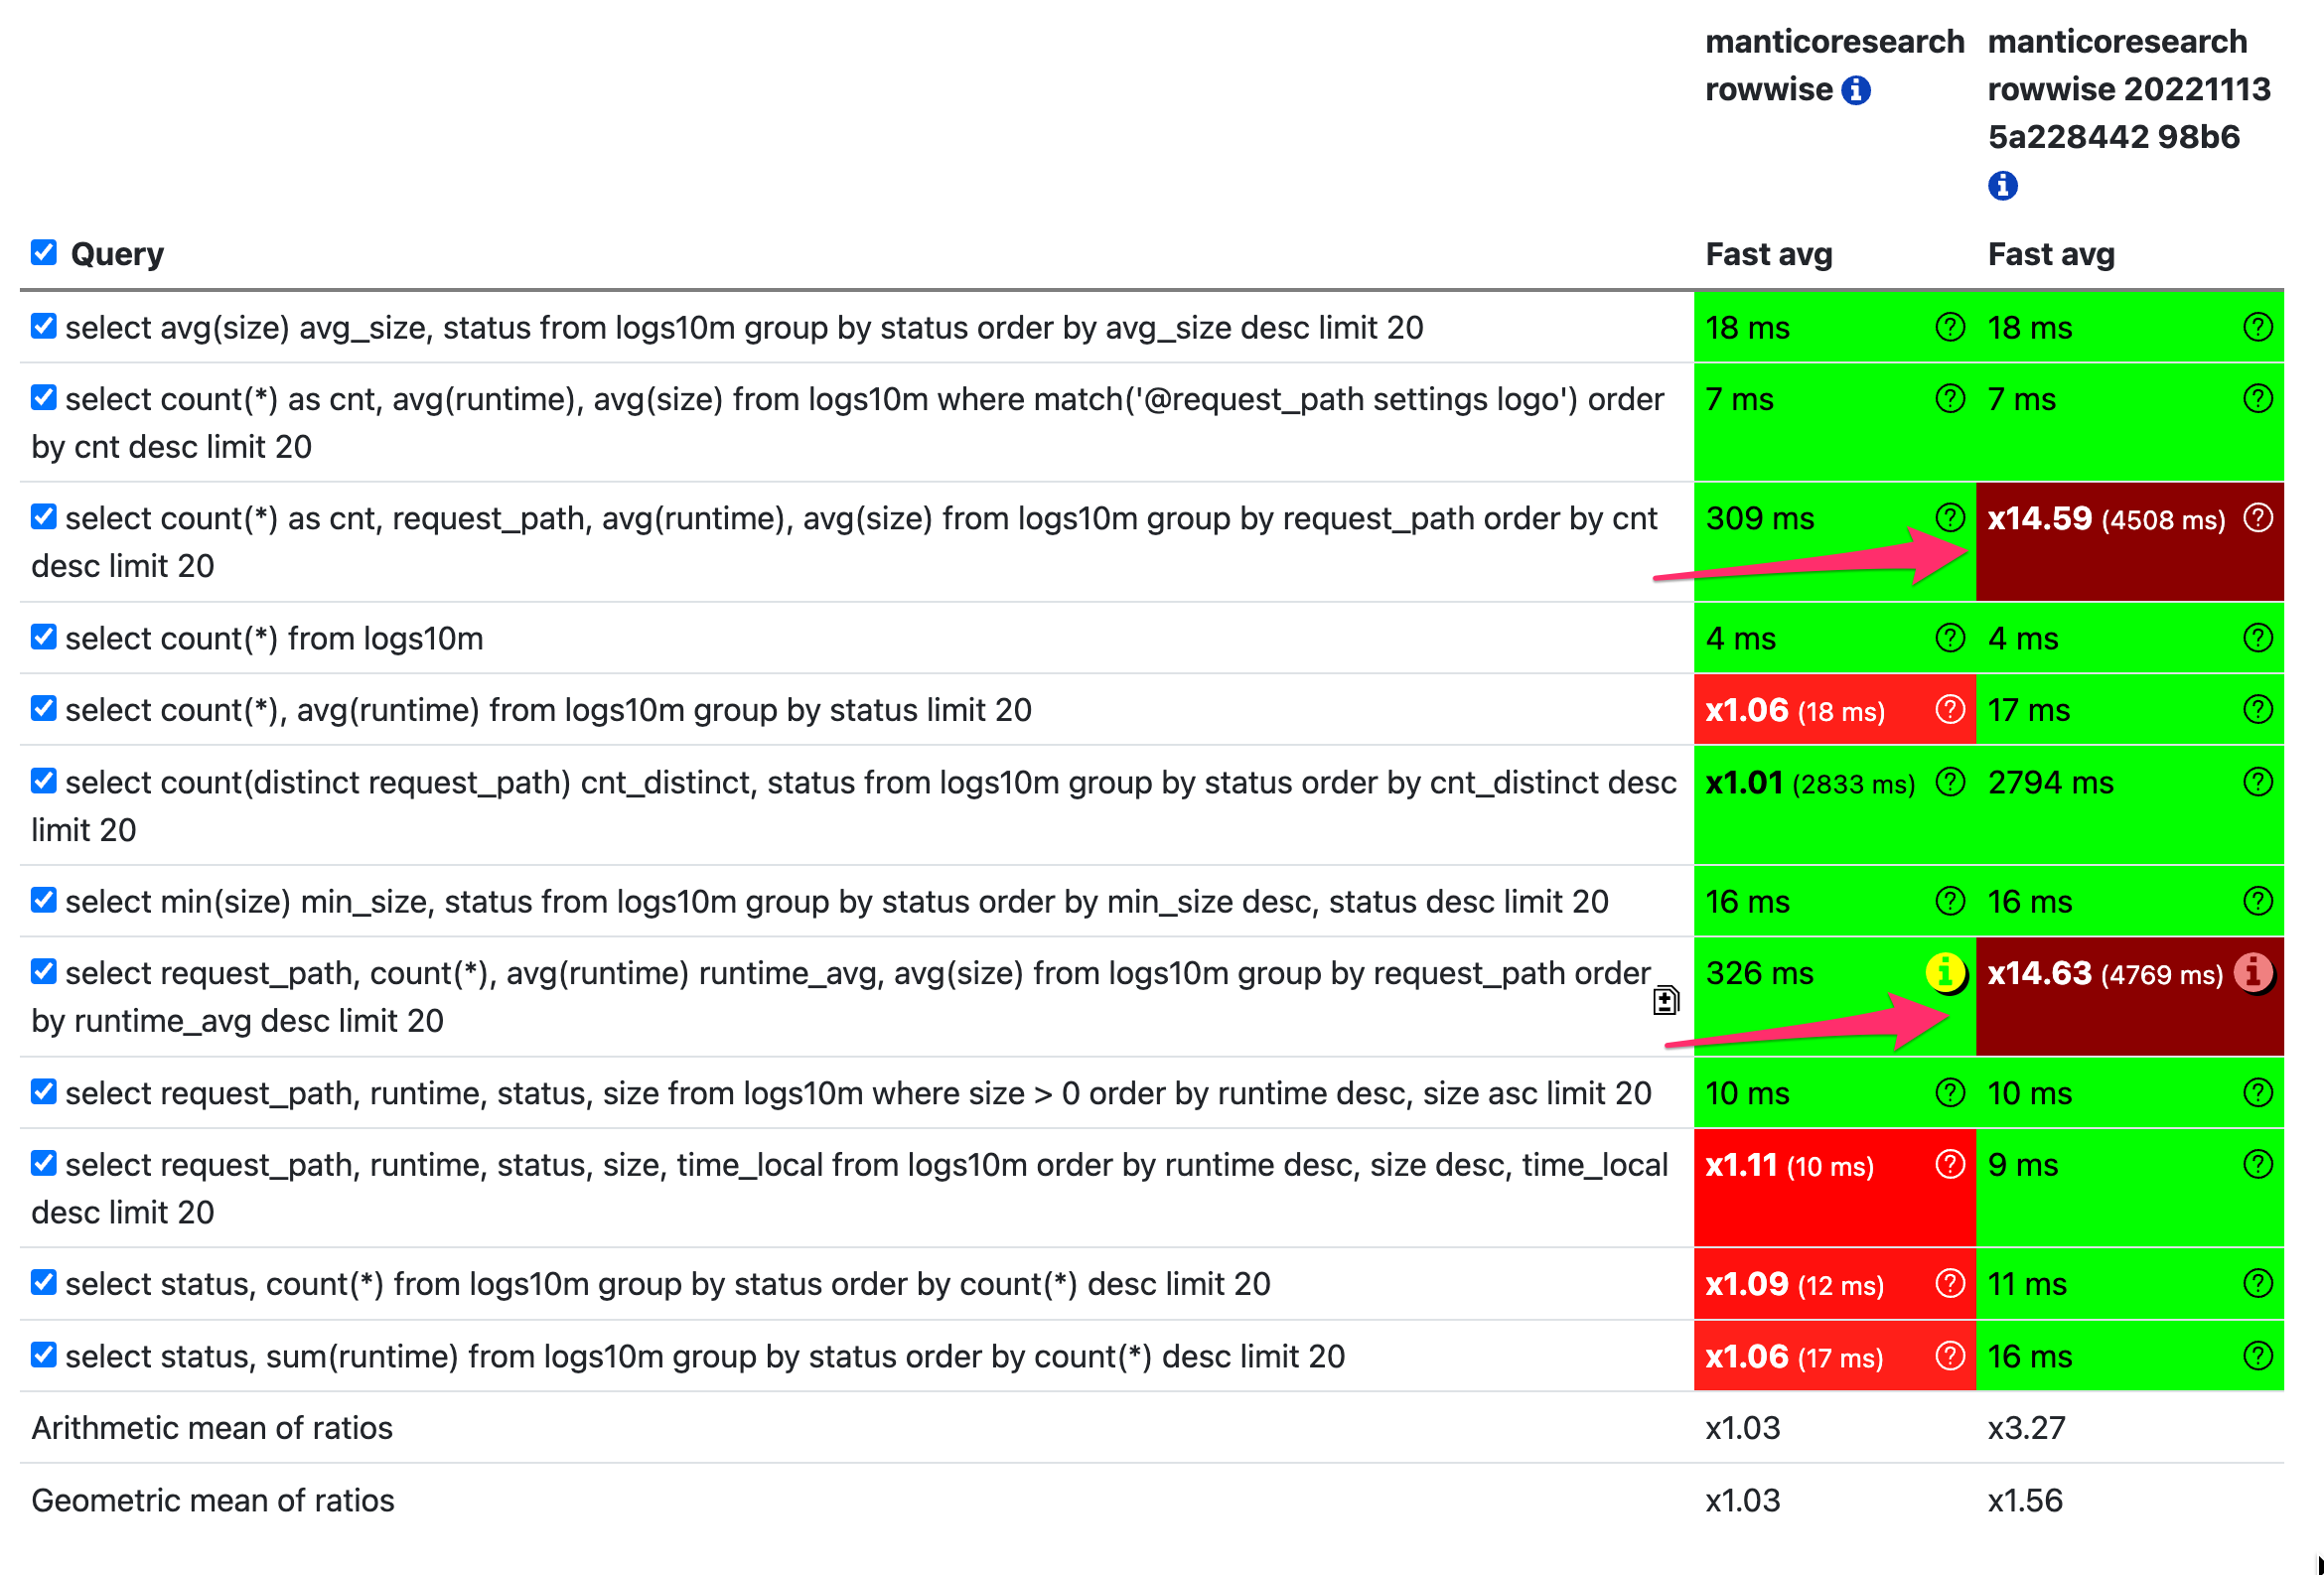 manticoresearch
rowwise
manticoresearch
rowwise 20221113
5a228442 98b6
Query
Fast avg
Fast avg
select avg(size) avg_size, status from logs10m group by status order by avg_size desc limit 20
18 ms
18 ms
select count(*) as cnt, avg(runtime), avg(size) from logs10m where match('@request_path settings logo') order
by cnt desc limit 20
7 ms
7 ms
select count(*) as cnt, request_path, avg(runtime), avg(size) from logs10m group by request_path order by cnt
desc limit 20
309 ms
x14.59 (4508 ms)
select count(*) from logs10m
4 ms
4 ms
select count(*), avg(runtime) from logs10m group by status limit 20
x1.06 (18 ms)
17 ms
select count(distinct request_path) cnt_distinct, status from logs10m group by status order by cnt_distinct desc
limit 20
x1.01 (2833 ms)
2794 ms
select min(size) min_size, status from logs10m group by status order by min_size desc, status desc limit 20
16 ms
16 ms
select request_path, count(*), avg(runtime) runtime_avg, avg(size) from logs10m group by request_path order
by runtime_avg desc limit 20
326 ms
x14.63 (4769 ms)
select request_path, runtime, status, size from logs10m where size > 0 order by runtime desc, size asc limit 20
10 ms
10 ms
select request_path, runtime, status, size, time_local from logs10m order by runtime desc, size desc, time_local
desc limit 20
x1.11 (10 ms)
9 ms
select status, count(*) from logs10m group by status order by count(*) desc limit 20
x1.09 (12 ms)
11 ms
select status, sum(runtime) from logs10m group by status order by count(*) desc limit 20
x1.06 (17 ms)
16 ms
Arithmetic mean of ratios
x1.03
x3.27
Geometric mean of ratios
x1.03
x1.56